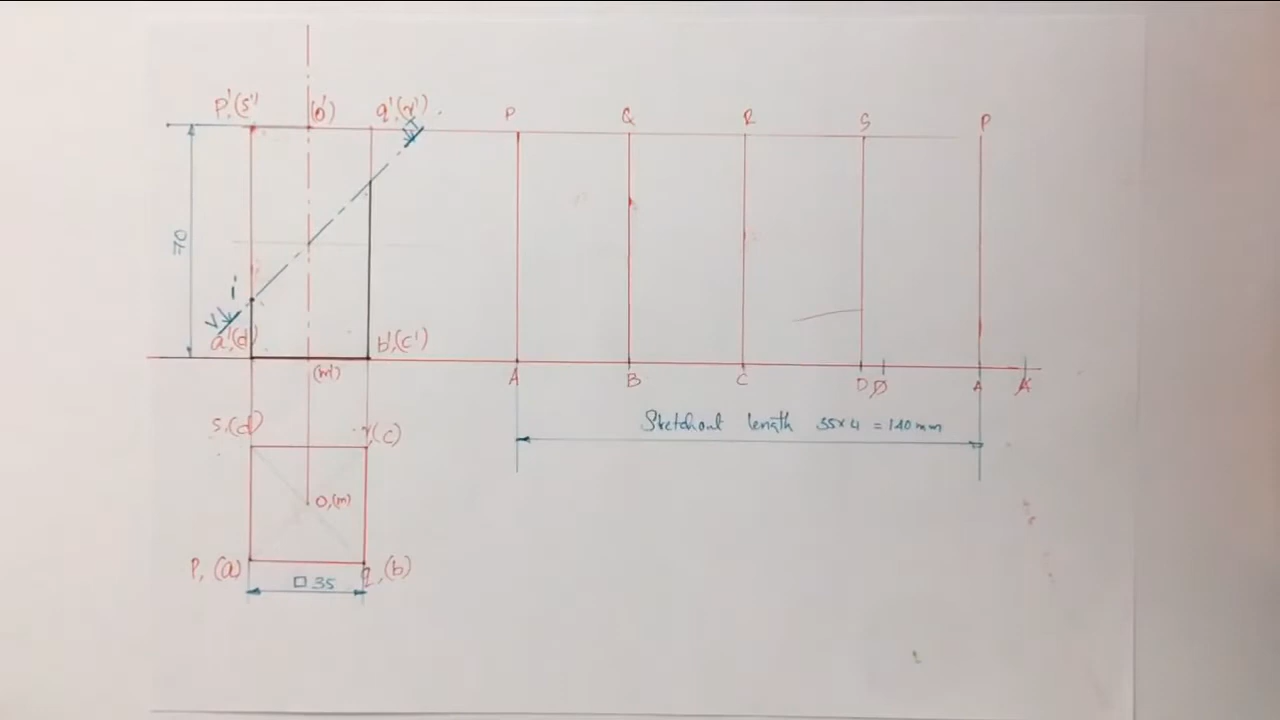 p',(s')
(o')
q',(r')
P
Q
R
S
P
70
a',(d)
b',(c')
(m')
A
B
C
D
D
A
A
Stretchout length 35x4 = 140 mm
s,(d)
r,(c)
O,(m)
p, (a)
q, (b)
□ 35